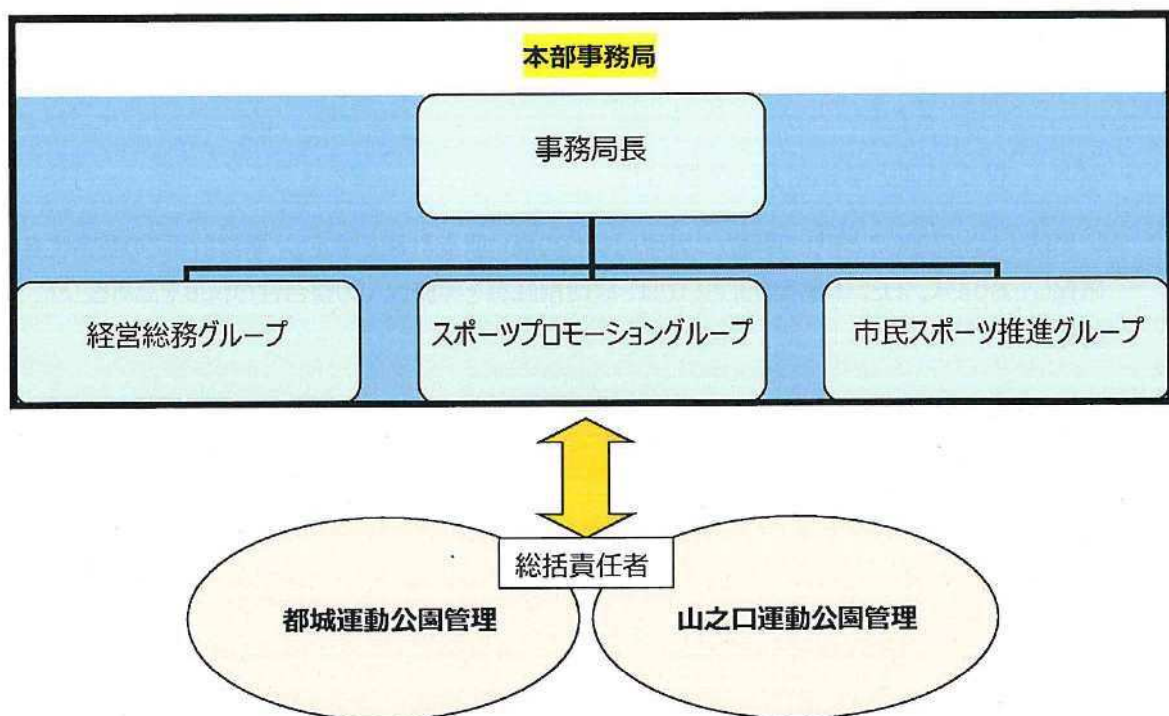 本部事務局
事務局長
経営総務グループ
スポーツプロモーショングループ
市民スポーツ推進グループ
総括責任者
都城運動公園管理
山之口運動公園管理